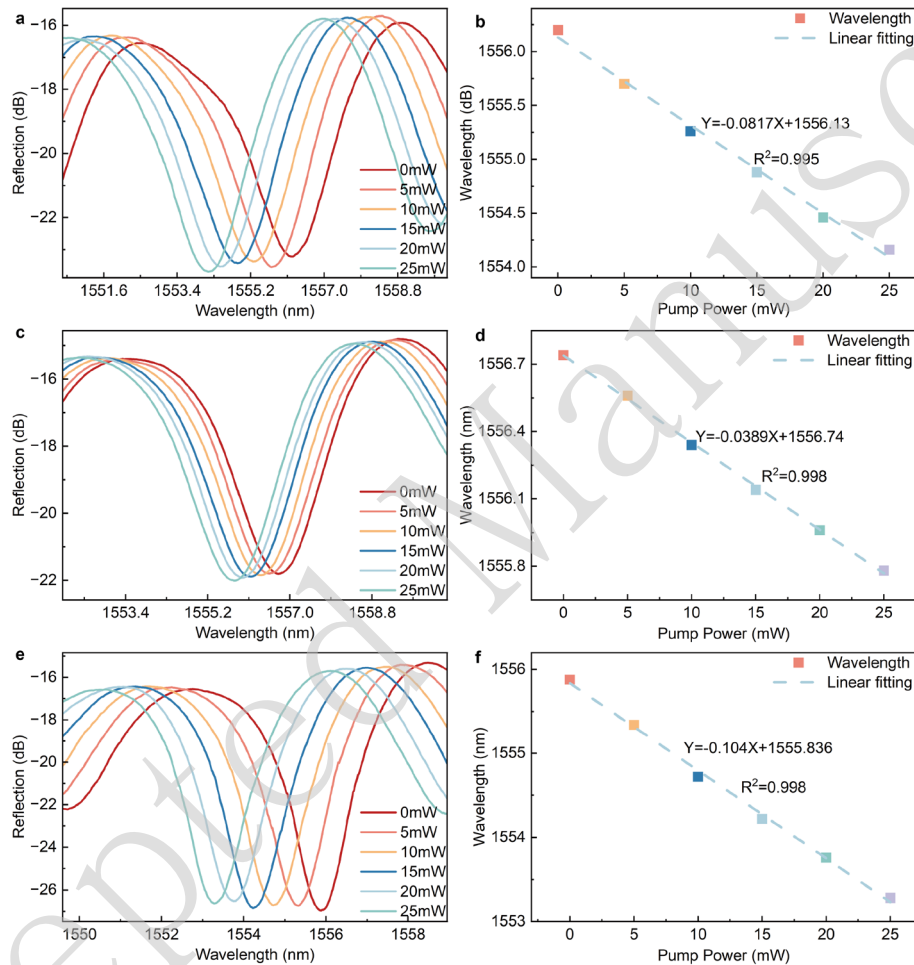 a
Reflection (dB)
−16
−18
−20
−22
0mW
5mW
10mW
15mW
20mW
25mW
1551.6 1553.4 1555.2 1557.0 1558.8
Wavelength (nm)
b
Wavelength
Linear fitting
Wavelength (dB)
1556.0
1555.5
1555.0
1554.5
1554.0
Y=-0.0817X+1556.13
R²=0.995
0 5 10 15 20 25
Pump Power (mW)
c
Reflection (dB)
−16
−18
−20
−22
0mW
5mW
10mW
15mW
20mW
25mW
1553.4 1555.2 1557.0 1558.8
Wavelength (nm)
d
Wavelength
Linear fitting
Wavelength (nm)
1556.7
1556.4
1556.1
1555.8
Y=-0.0389X+1556.74
R²=0.998
0 5 10 15 20 25
Pump Power (mW)
e
Reflection (dB)
−16
−18
−20
−22
−24
−26
0mW
5mW
10mW
15mW
20mW
25mW
1550 1552 1554 1556 1558
Wavelength (nm)
f
Wavelength
Linear fitting
Wavelength (nm)
1556
1555
1554
1553
Y=-0.104X+1555.836
R²=0.998
0 5 10 15 20 25
Pump Power (mW)